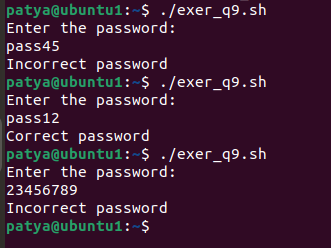 patya@ubuntu1:~$ ./exer_q9.sh
Enter the password:
pass45
Incorrect password
patya@ubuntu1:~$ ./exer_q9.sh
Enter the password:
pass12
Correct password
patya@ubuntu1:~$ ./exer_q9.sh
Enter the password:
23456789
Incorrect password
patya@ubuntu1:~$